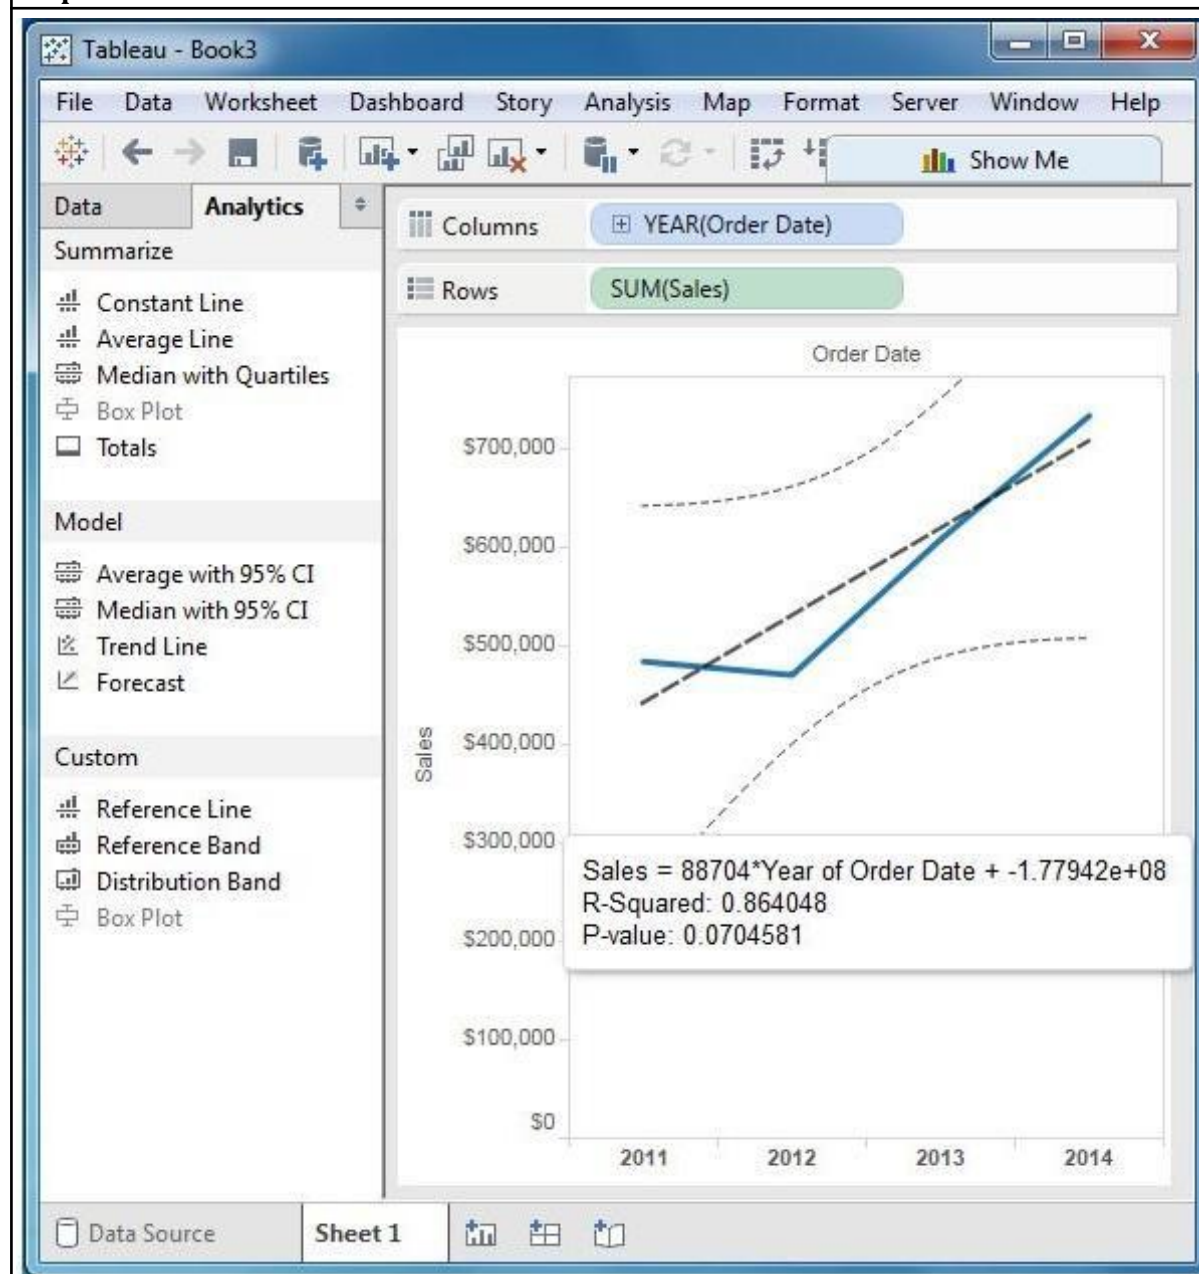 Tableau - Book3
File Data Worksheet Dashboard Story Analysis Map Format Server Window Help
Show Me
Data Analytics
Columns YEAR(Order Date)
Summarize
Rows SUM(Sales)
Constant Line
Average Line
Median with Quartiles
Box Plot
Totals
Model
Average with 95% CI
Median with 95% CI
Trend Line
Forecast
Custom
Reference Line
Reference Band
Distribution Band
Box Plot
Order Date
$700,000
$600,000
$500,000
$400,000
Sales
$300,000
$200,000
$100,000
$0
Sales = 88704*Year of Order Date + -1.77942e+08
R-Squared: 0.864048
P-value: 0.0704581
2011 2012 2013 2014
Data Source Sheet 1